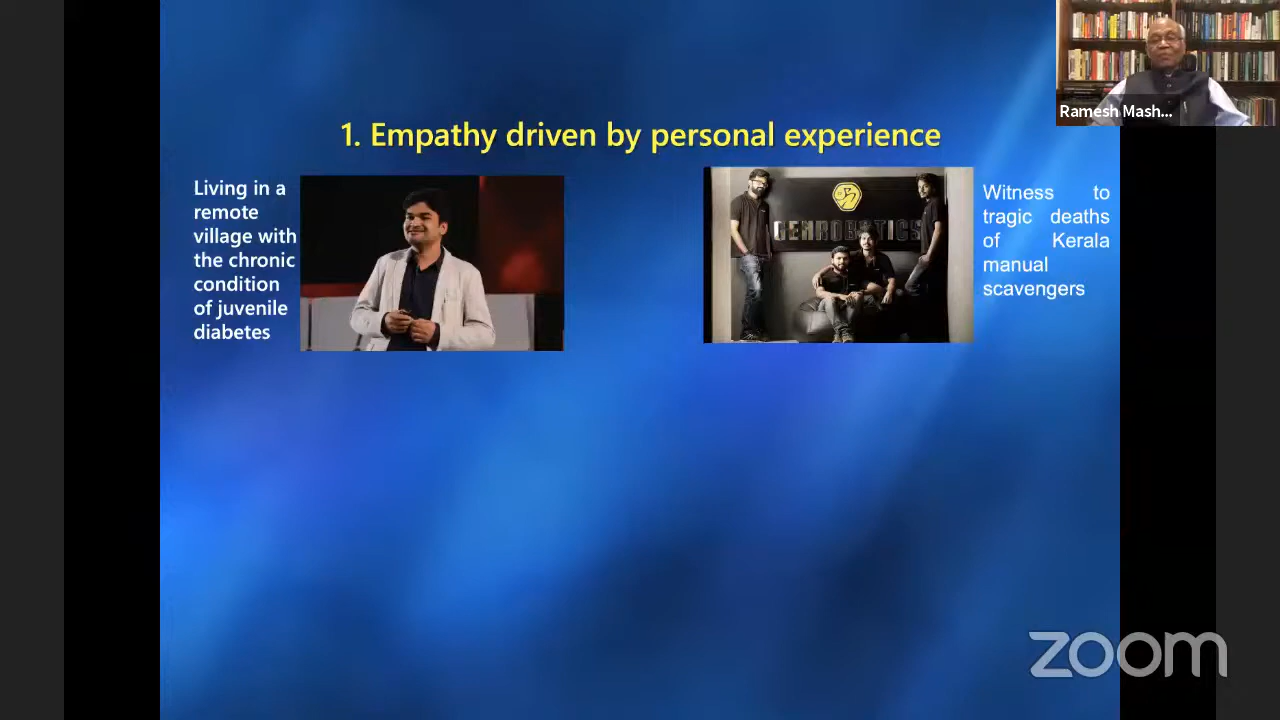 Ramesh Mash...
1. Empathy driven by personal experience
Living in a
remote
village with
the chronic
condition
of juvenile
diabetes
GENROBOTICS
Witness to
tragic deaths
of Kerala
manual
scavengers
zoom